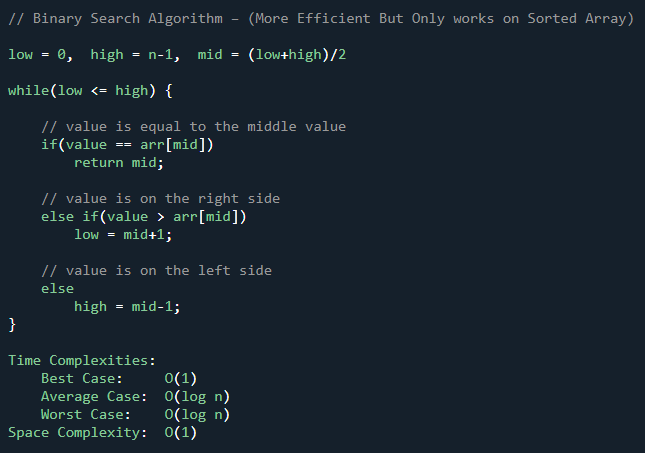 // Binary Search Algorithm – (More Efficient But Only works on Sorted Array)
low = 0,  high = n-1,  mid = (low+high)/2
while(low <= high) {
    // value is equal to the middle value
    if(value == arr[mid])
        return mid;
    // value is on the right side
    else if(value > arr[mid])
        low = mid+1;
    // value is on the left side
    else
        high = mid-1;
}
Time Complexities:
    Best Case:     O(1)
    Average Case:  O(log n)
    Worst Case:    O(log n)
Space Complexity:  O(1)